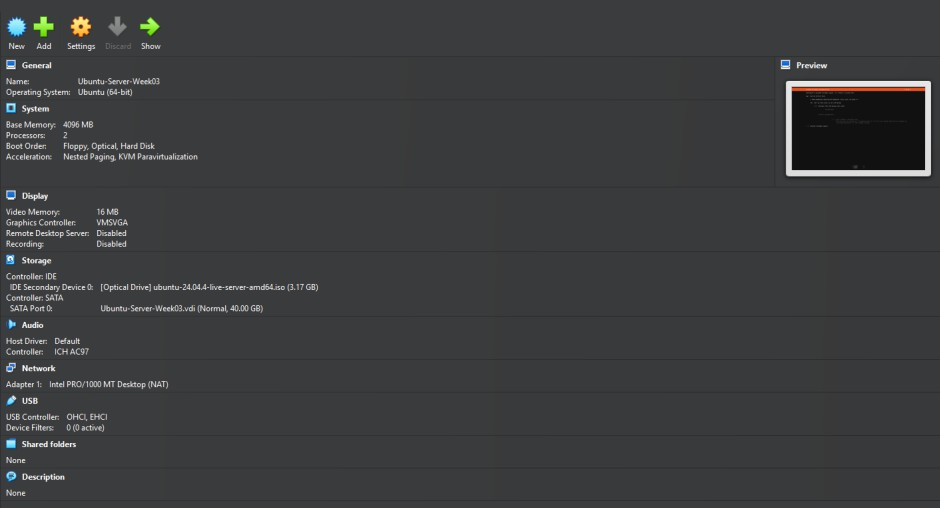 New Add Settings Discard Show
General
Name: Ubuntu-Server-Week03
Operating System: Ubuntu (64-bit)
Preview
System
Base Memory: 4096 MB
Processors: 2
Boot Order: Floppy, Optical, Hard Disk
Acceleration: Nested Paging, KVM Paravirtualization
Display
Video Memory: 16 MB
Graphics Controller: VMSVGA
Remote Desktop Server: Disabled
Recording: Disabled
Storage
Controller: IDE
IDE Secondary Device 0: [Optical Drive] ubuntu-24.04.4-live-server-amd64.iso (3.17 GB)
Controller: SATA
SATA Port 0: Ubuntu-Server-Week03.vdi (Normal, 40.00 GB)
Audio
Host Driver: Default
Controller: ICH AC97
Network
Adapter 1: Intel PRO/1000 MT Desktop (NAT)
USB
USB Controller: OHCI, EHCI
Device Filters: 0 (0 active)
Shared folders
None
Description
None